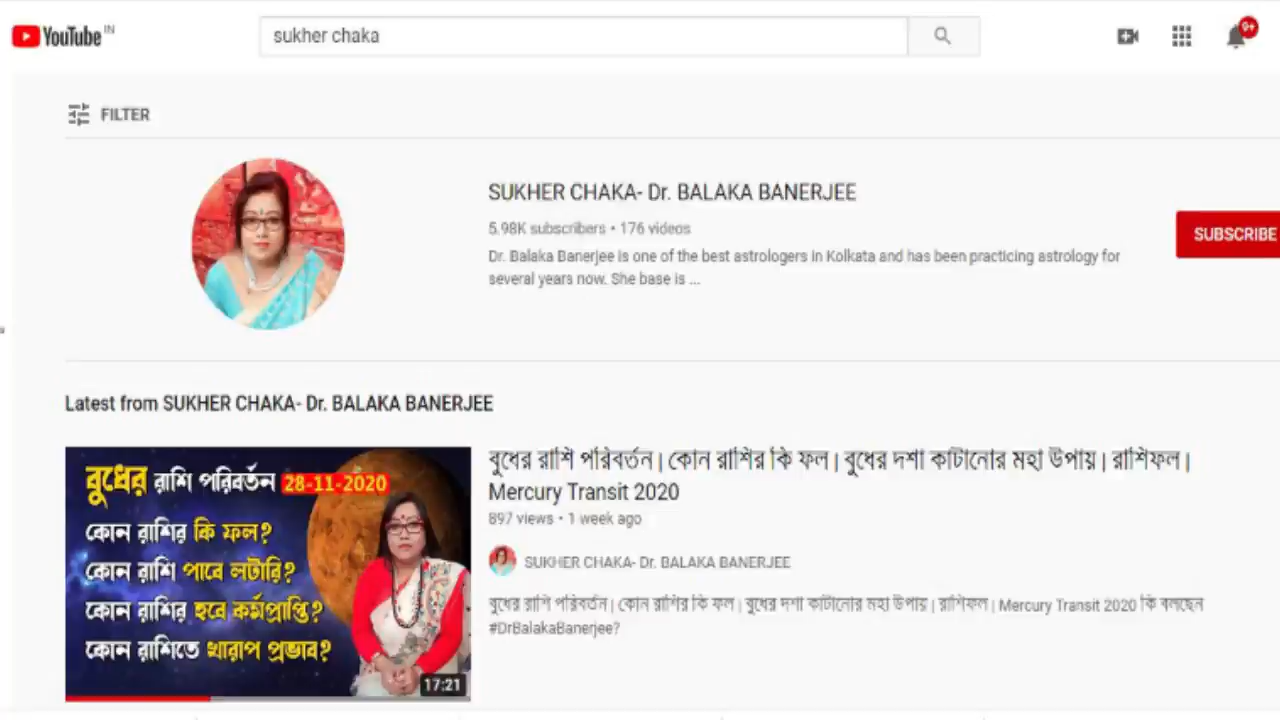 YouTube IN
sukher chaka
9+
FILTER
SUKHER CHAKA- Dr. BALAKA BANERJEE
5.98K subscribers • 176 videos
SUBSCRIBE
Dr. Balaka Banerjee is one of the best astrologers in Kolkata and has been practicing astrology for
several years now. She base is ...
Latest from SUKHER CHAKA- Dr. BALAKA BANERJEE
বুধের রাশি পরিবর্তন 28-11-2020
কোন রাশির কি ফল?
কোন রাশি পাবে লটারি?
কোন রাশির হবে কর্মপ্রাপ্তি?
কোন রাশিতে খারাপ প্রভাব?
17:21
বুধের রাশি পরিবর্তন | কোন রাশির কি ফল | বুধের দশা কাটানোর মহা উপায় | রাশিফল |
Mercury Transit 2020
897 views • 1 week ago
SUKHER CHAKA- Dr. BALAKA BANERJEE
বুধের রাশি পরিবর্তন | কোন রাশির কি ফল | বুধের দশা কাটানোর মহা উপায় | রাশিফল | Mercury Transit 2020 কি বলছেন
#DrBalakaBanerjee?